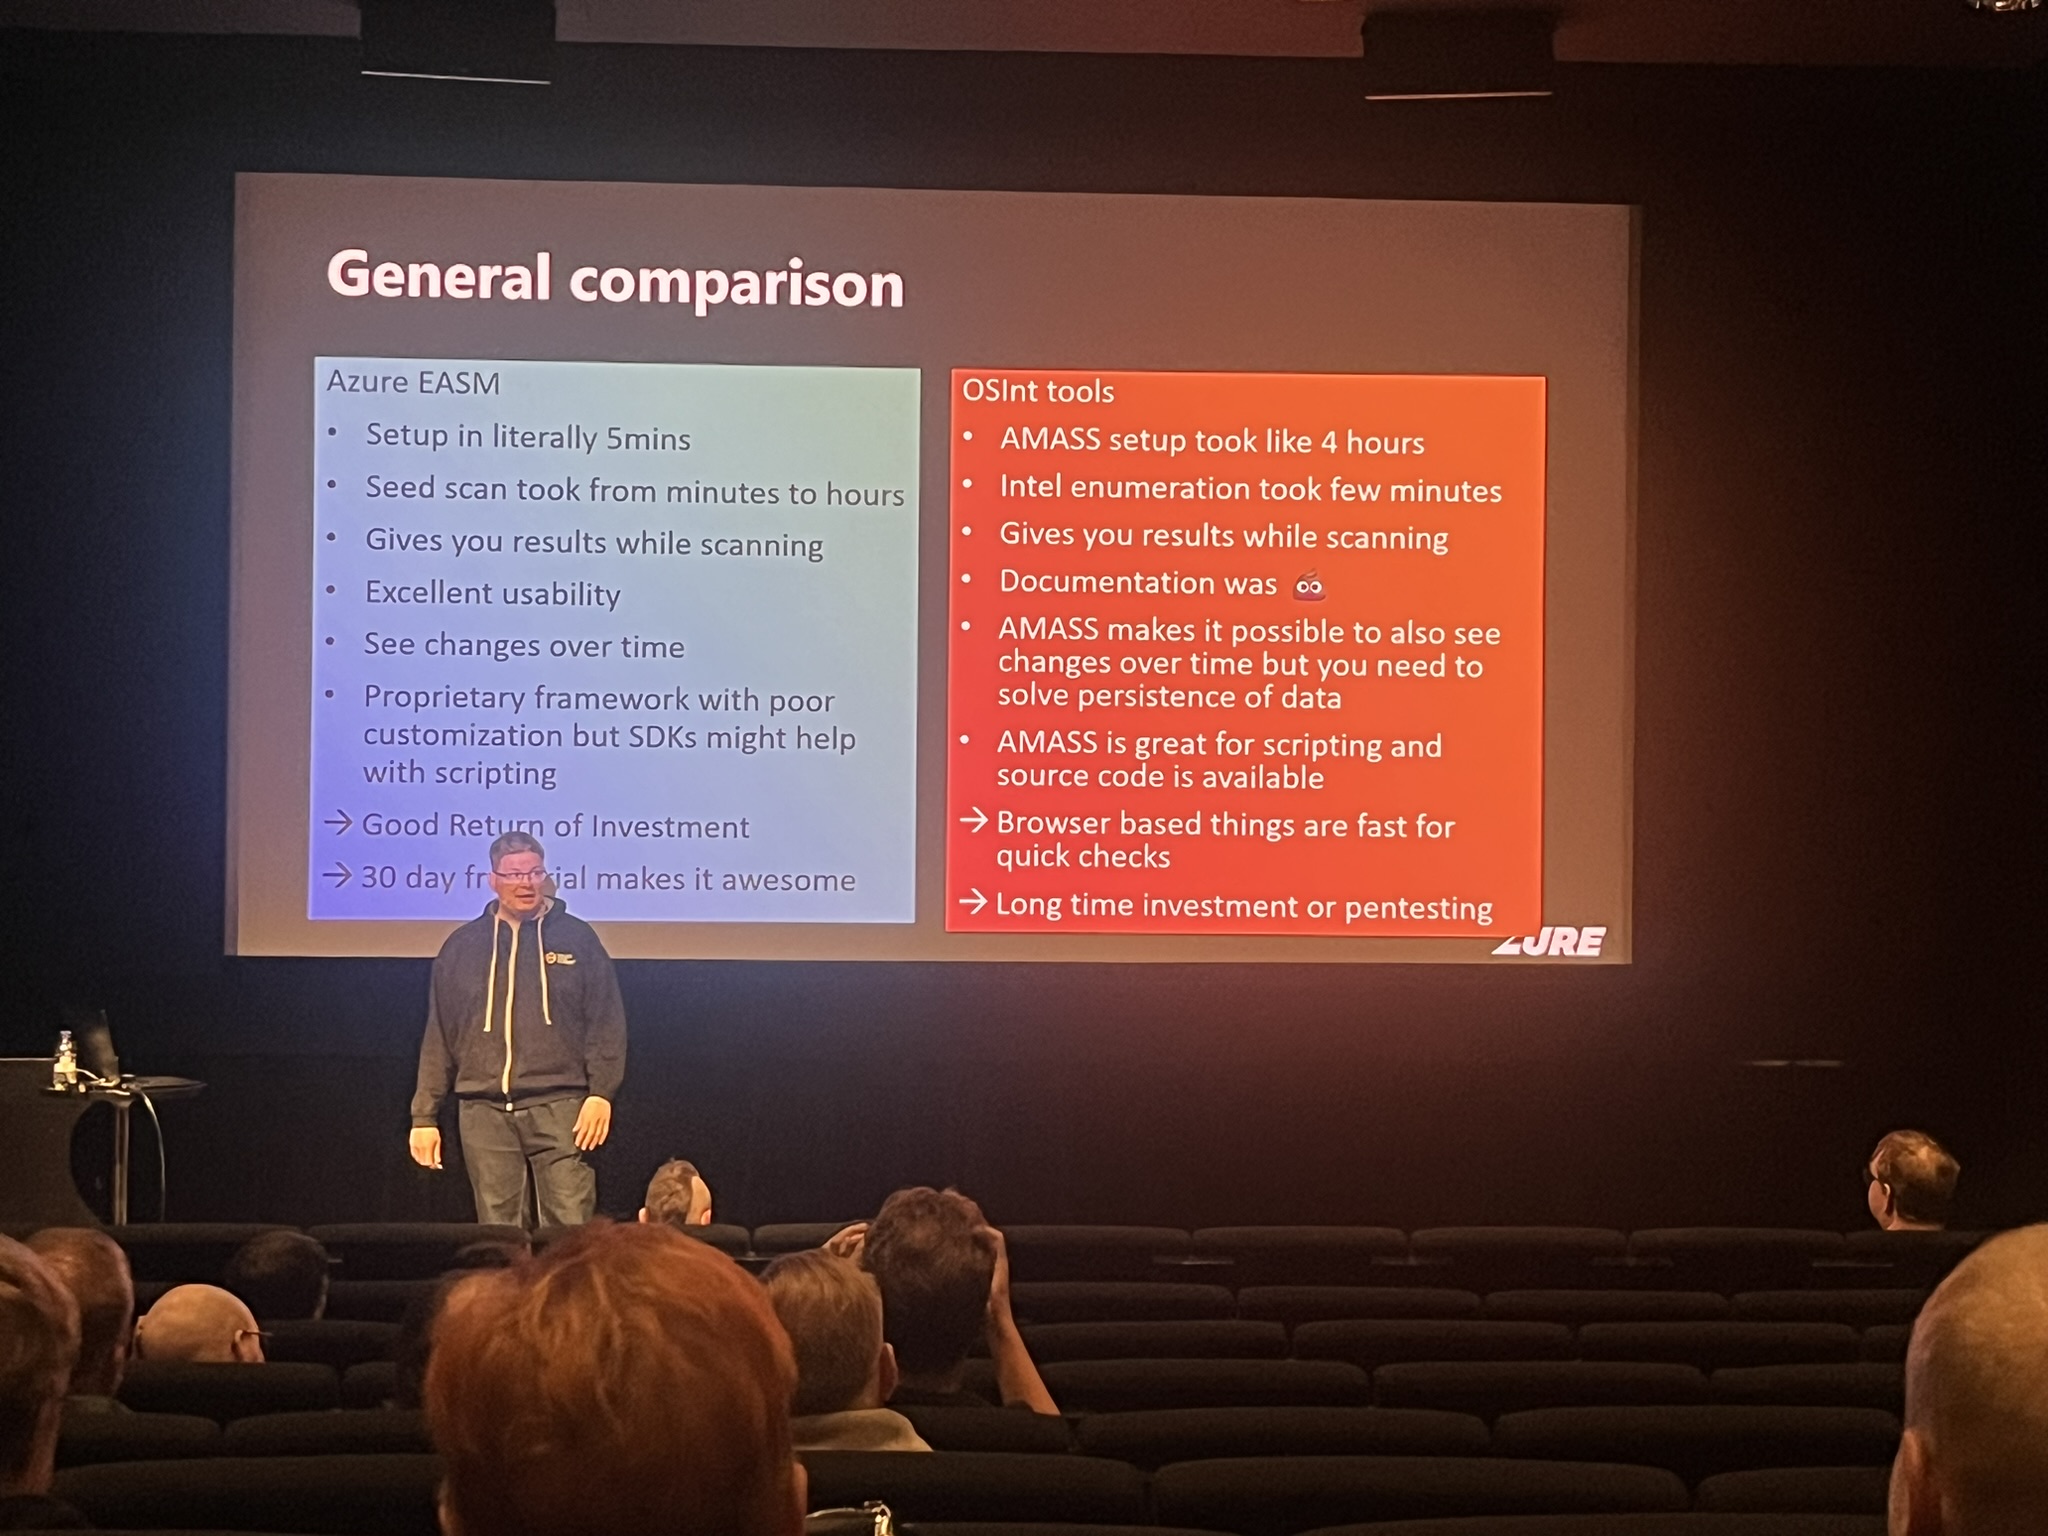 General comparison
Azure EASM
• Setup in literally 5mins
• Seed scan took from minutes to hours
• Gives you results while scanning
• Excellent usability
• See changes over time
• Proprietary framework with poor
customization but SDKs might help
with scripting
→ Good Return of Investment
→ 30 day makes it awesome
OSInt tools
• AMASS setup took like 4 hours
• Intel enumeration took few minutes
• Gives you results while scanning
• Documentation was 💩
• AMASS makes it possible to also see
changes over time but you need to
solve persistence of data
• AMASS is great for scripting and
source code is available
→ Browser based things are fast for
quick checks
→ Long time investment or pentesting
ZURE